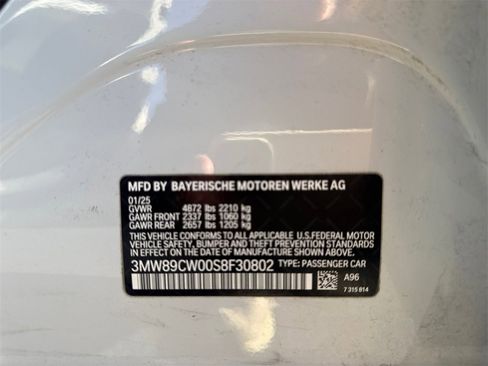 MFD BY BAYERISCHE MOTOREN WERKE AG
01/25
GVWR 4872 lbs 2210 kg
GAWR FRONT 2337 lbs 1060 kg
GAWR REAR 2657 lbs 1205 kg
THIS VEHICLE CONFORMS TO ALL APPLICABLE U.S.FEDERAL MOTOR
VEHICLE SAFETY, BUMPER, AND THEFT PREVENTION STANDARDS
IN EFFECT ON THE DATE OF MANUFACTURE SHOWN ABOVE.
3MW89CW00S8F30802 TYPE: PASSENGER CAR
A96
7 315 814